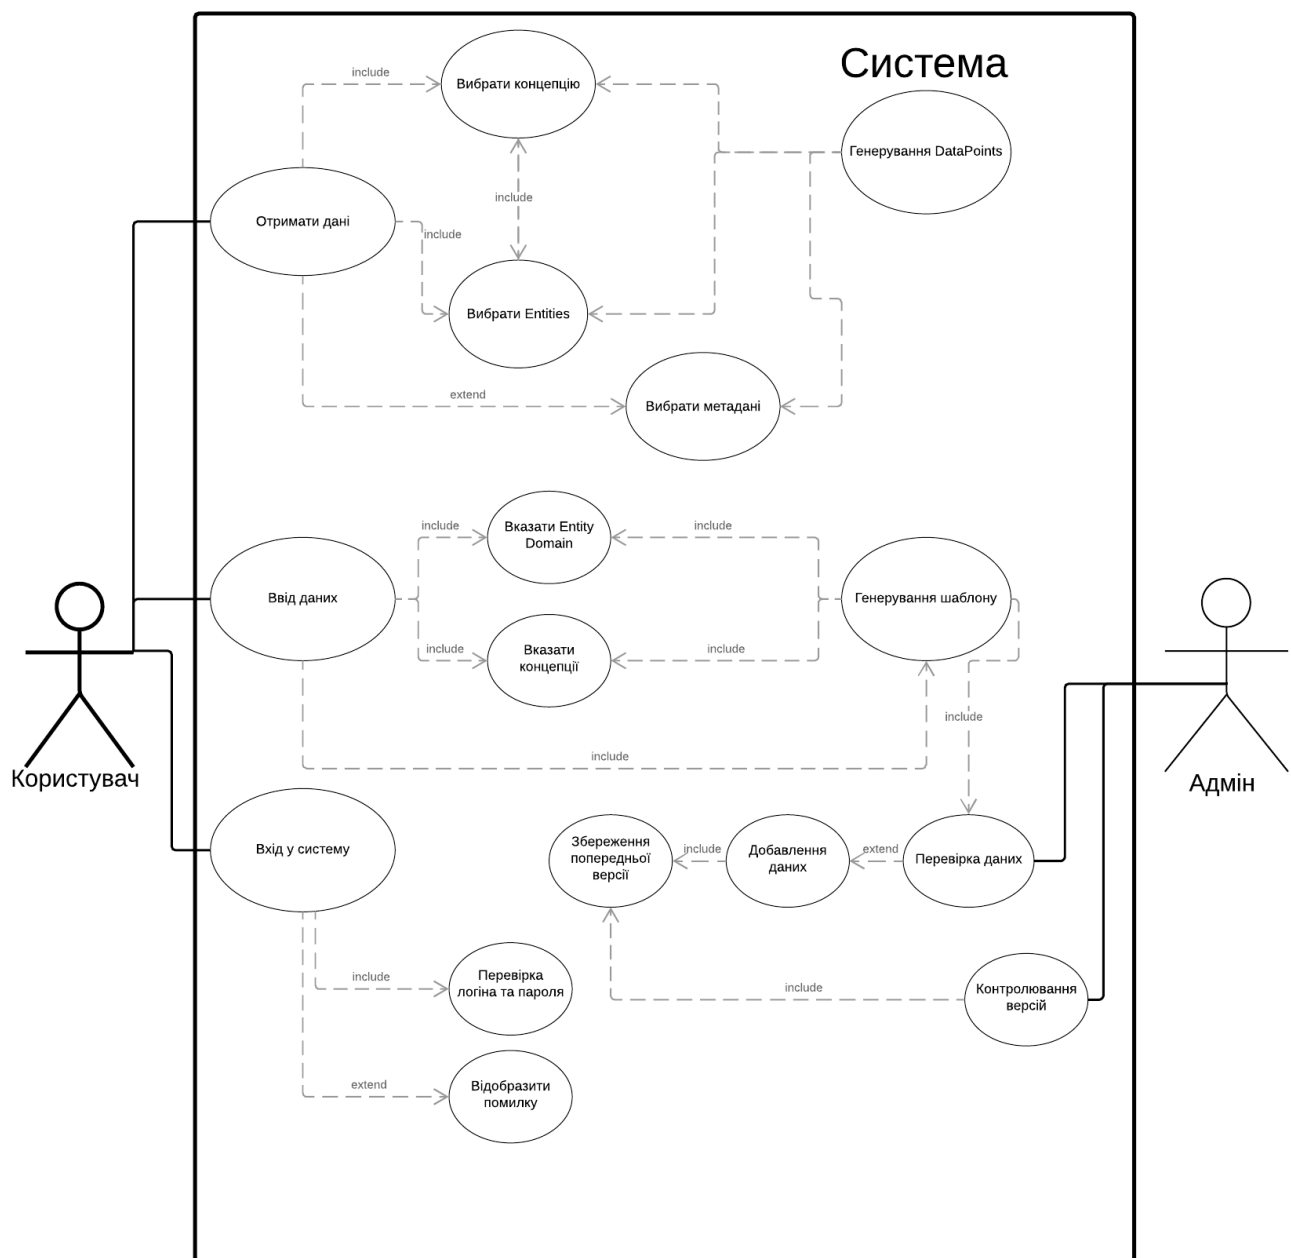 Система
include
Вибрати концепцію
Генерування DataPoints
include
Отримати дані
include
Вибрати Entities
extend
Вибрати метадані
include
Вказати Entity
Domain
include
Ввід даних
Генерування шаблону
include
Вказати
концепції
include
include
include
Користувач
Адмін
Вхід у систему
Збереження
попередньої
версії
include
Добавлення
даних
extend
Перевірка даних
include
Перевірка
логіна та пароля
include
Контролювання
версій
extend
Відобразити
помилку